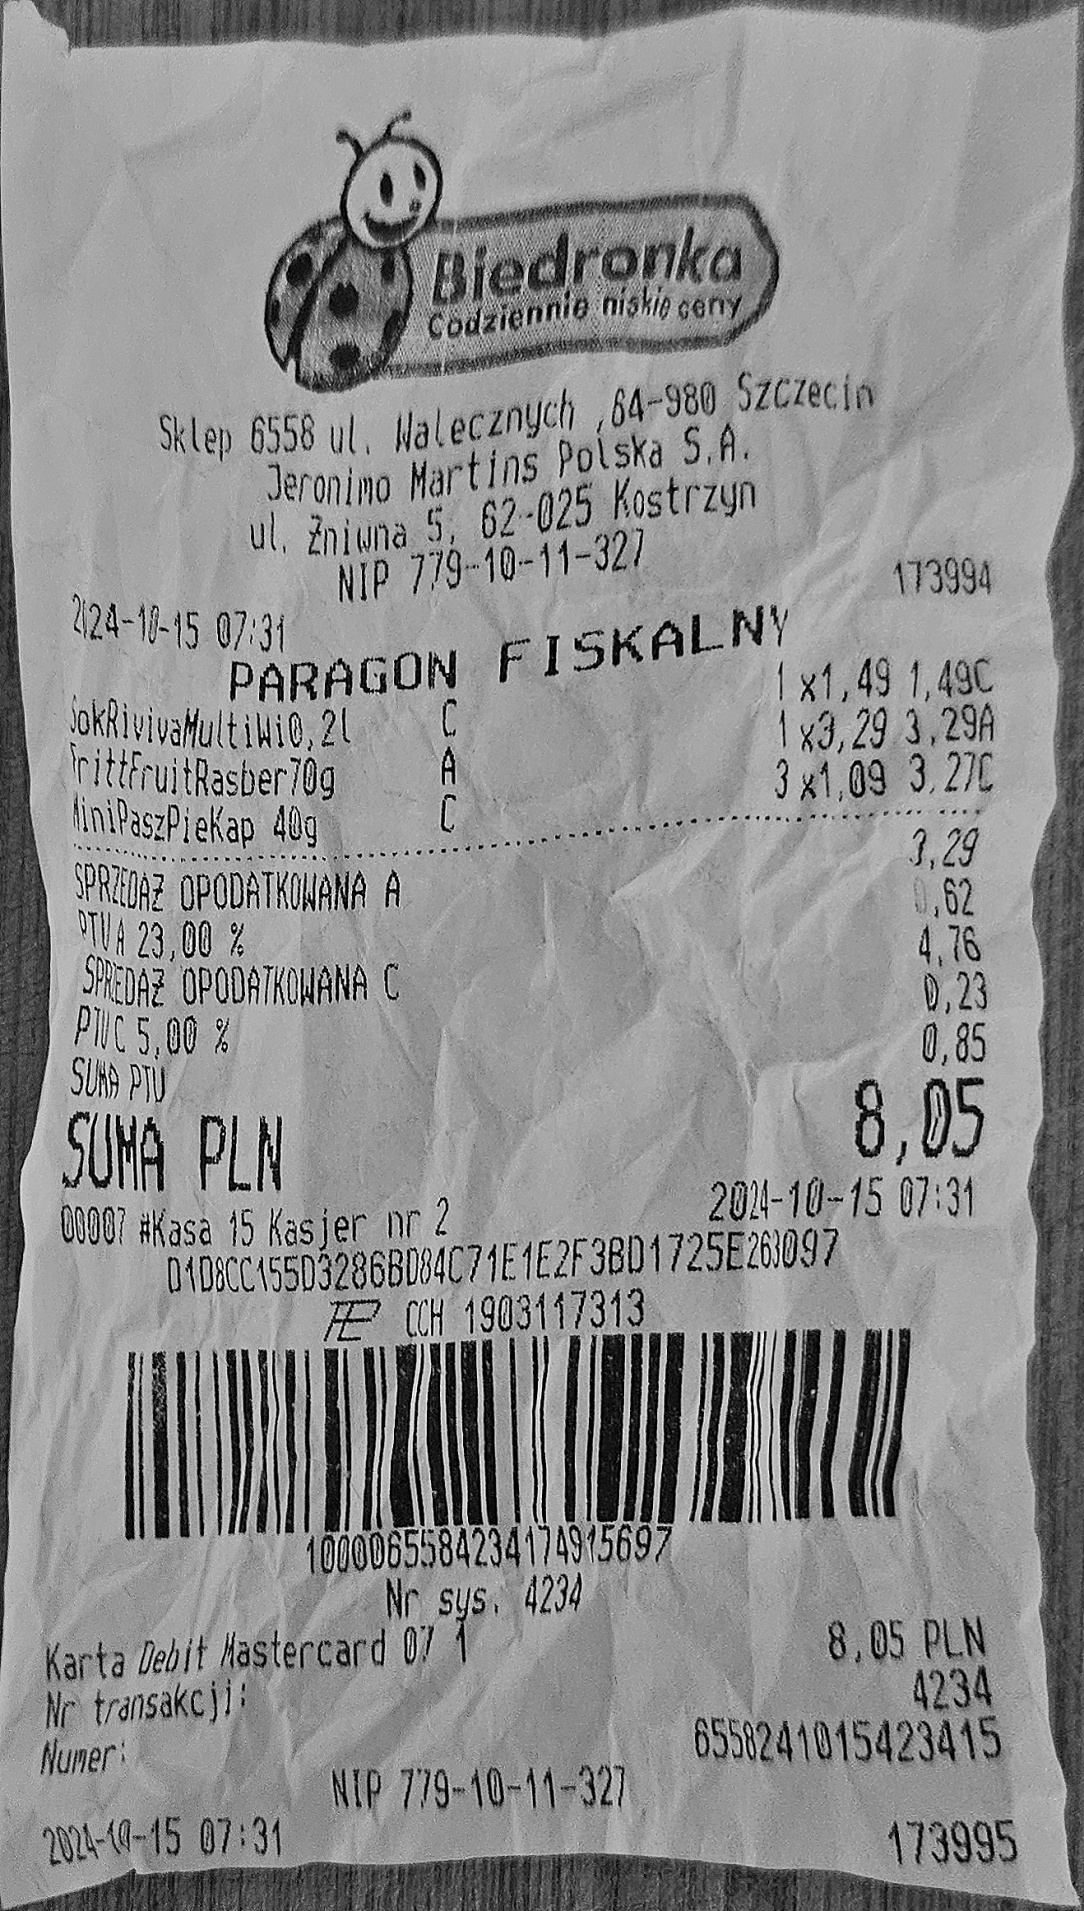 Biedronka
Codziennie niskie ceny
Sklep 6558 ul. Walecznych ,64-980 Szczecin
Jeronimo Martins Polska S.A.
ul. Żniwna 5, 62-025 Kostrzyn
NIP 779-10-11-327
2024-10-15 07:31 173994
PARAGON FISKALNY
SokRivivaMultiWi0,2l C 1 x1,49 1,49C
FrittFruitRasber70g A 1 x3,29 3,29A
MiniPaszPieKap 40g C 3 x1,09 3,27C
SPRZEDAŻ OPODATKOWANA A 3,29
PTU A 23,00 % 0,62
SPRZEDAŻ OPODATKOWANA C 4,76
PTU C 5,00 % 0,23
SUMA PTU 0,85
SUMA PLN 8,05
00007 #Kasa 15 Kasjer nr 2 2024-10-15 07:31
D1D8CC155D3286BD84C71E1E2F3BD1725E263097
CCH 1903117313
1000065584234174915697
Nr sys. 4234
Karta Debit Mastercard 07 1 8,05 PLN
Nr transakcji: 4234
Numer: 6558241015423415
NIP 779-10-11-327
2024-10-15 07:31 173995